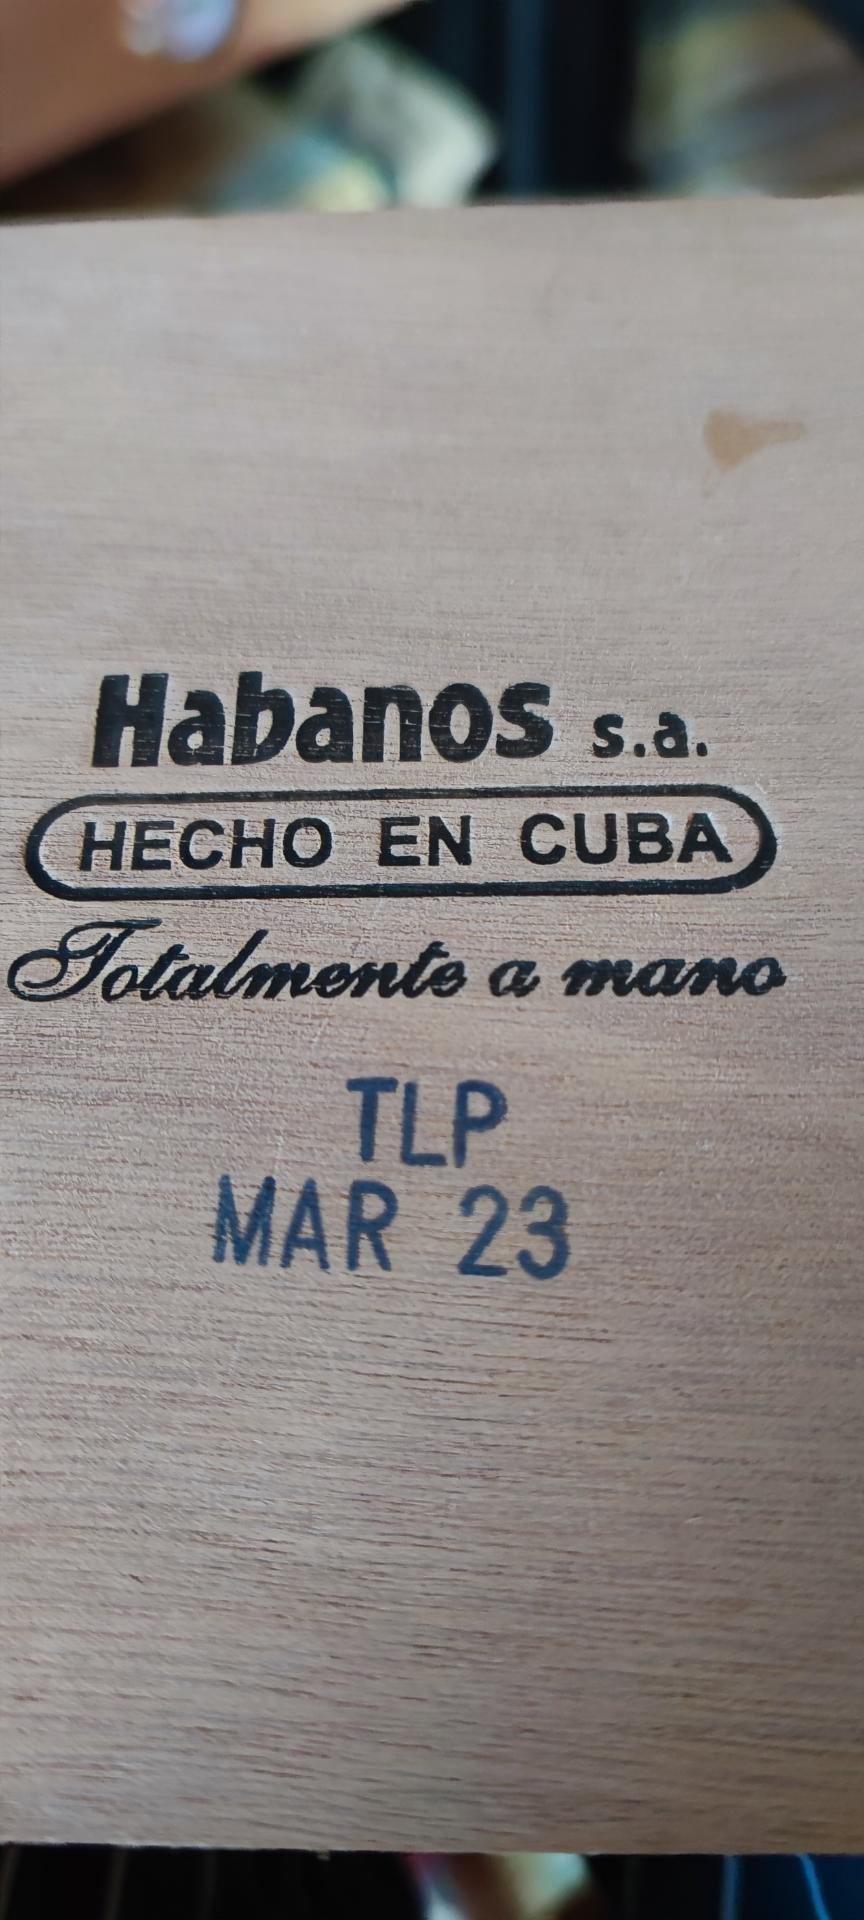 Habanos s.a.
HECHO EN CUBA
Totalmente a mano
TLP
MAR 23